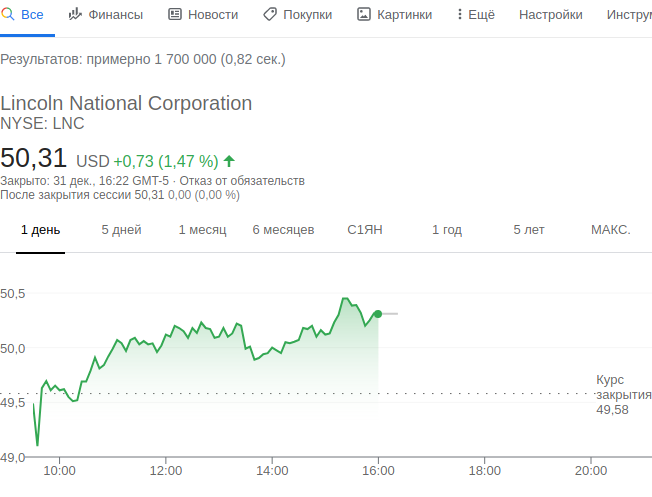 Все Финансы Новости Покупки Картинки Ещё Настройки
Результатов: примерно 1 700 000 (0,82 сек.)
Lincoln National Corporation
NYSE: LNC
50,31 USD +0,73 (1,47 %)
Закрыто: 31 дек., 16:22 GMT-5 · Отказ от обязательств
После закрытия сессии 50,31 0,00 (0,00 %)
1 день 5 дней 1 месяц 6 месяцев С1ЯН 1 год 5 лет МАКС.
50,5
50,0
Курс
закрытия
49,5
49,58
49,0
10:00 12:00 14:00 16:00 18:00 20:00